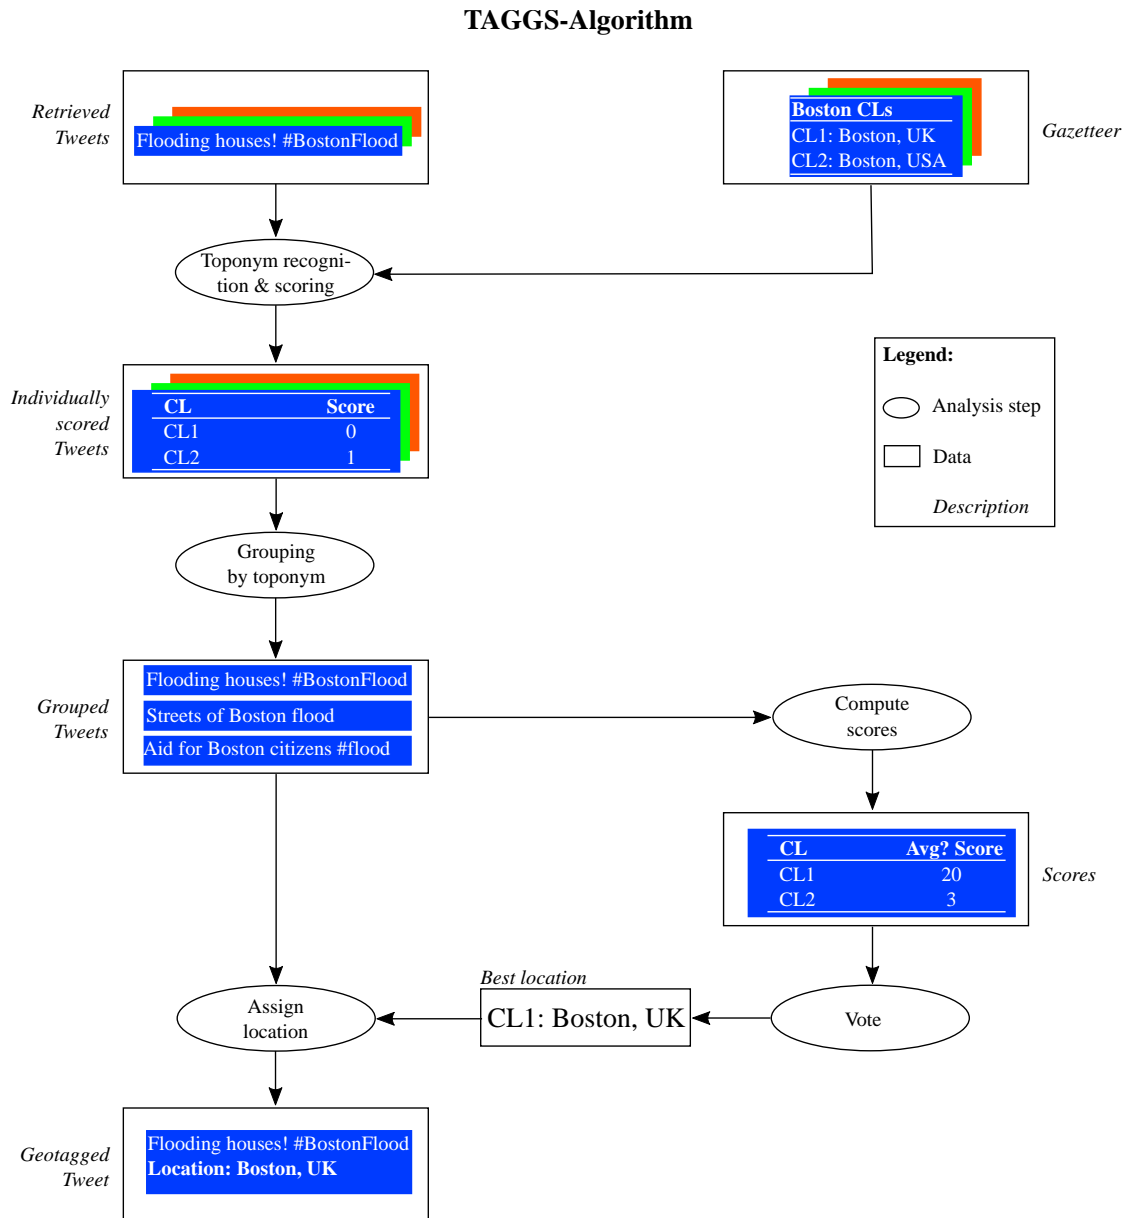 TAGGS-Algorithm
Retrieved
Tweets
Flooding houses! #BostonFlood
Boston CLs
CL1: Boston, UK
CL2: Boston, USA
Gazetteer
Toponym recogni-
tion & scoring
Individually
scored
Tweets
CL Score
CL1 0
CL2 1
Legend:
Analysis step
Data
Description
Grouping
by toponym
Grouped
Tweets
Flooding houses! #BostonFlood
Streets of Boston flood
Aid for Boston citizens #flood
Compute
scores
CL Avg? Score
CL1 20
CL2 3
Scores
Best location
Assign
location
CL1: Boston, UK
Vote
Geotagged
Tweet
Flooding houses! #BostonFlood
Location: Boston, UK